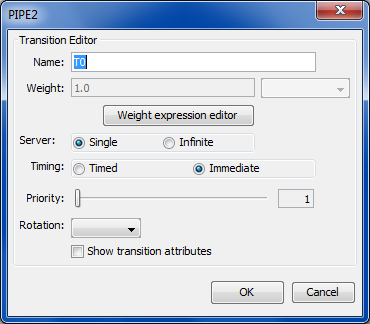 PIPE2
Transition Editor
Name: T0
Weight: 1.0
Weight expression editor
Server: Single Infinite
Timing: Timed Immediate
Priority: 1
Rotation:
Show transition attributes
OK Cancel